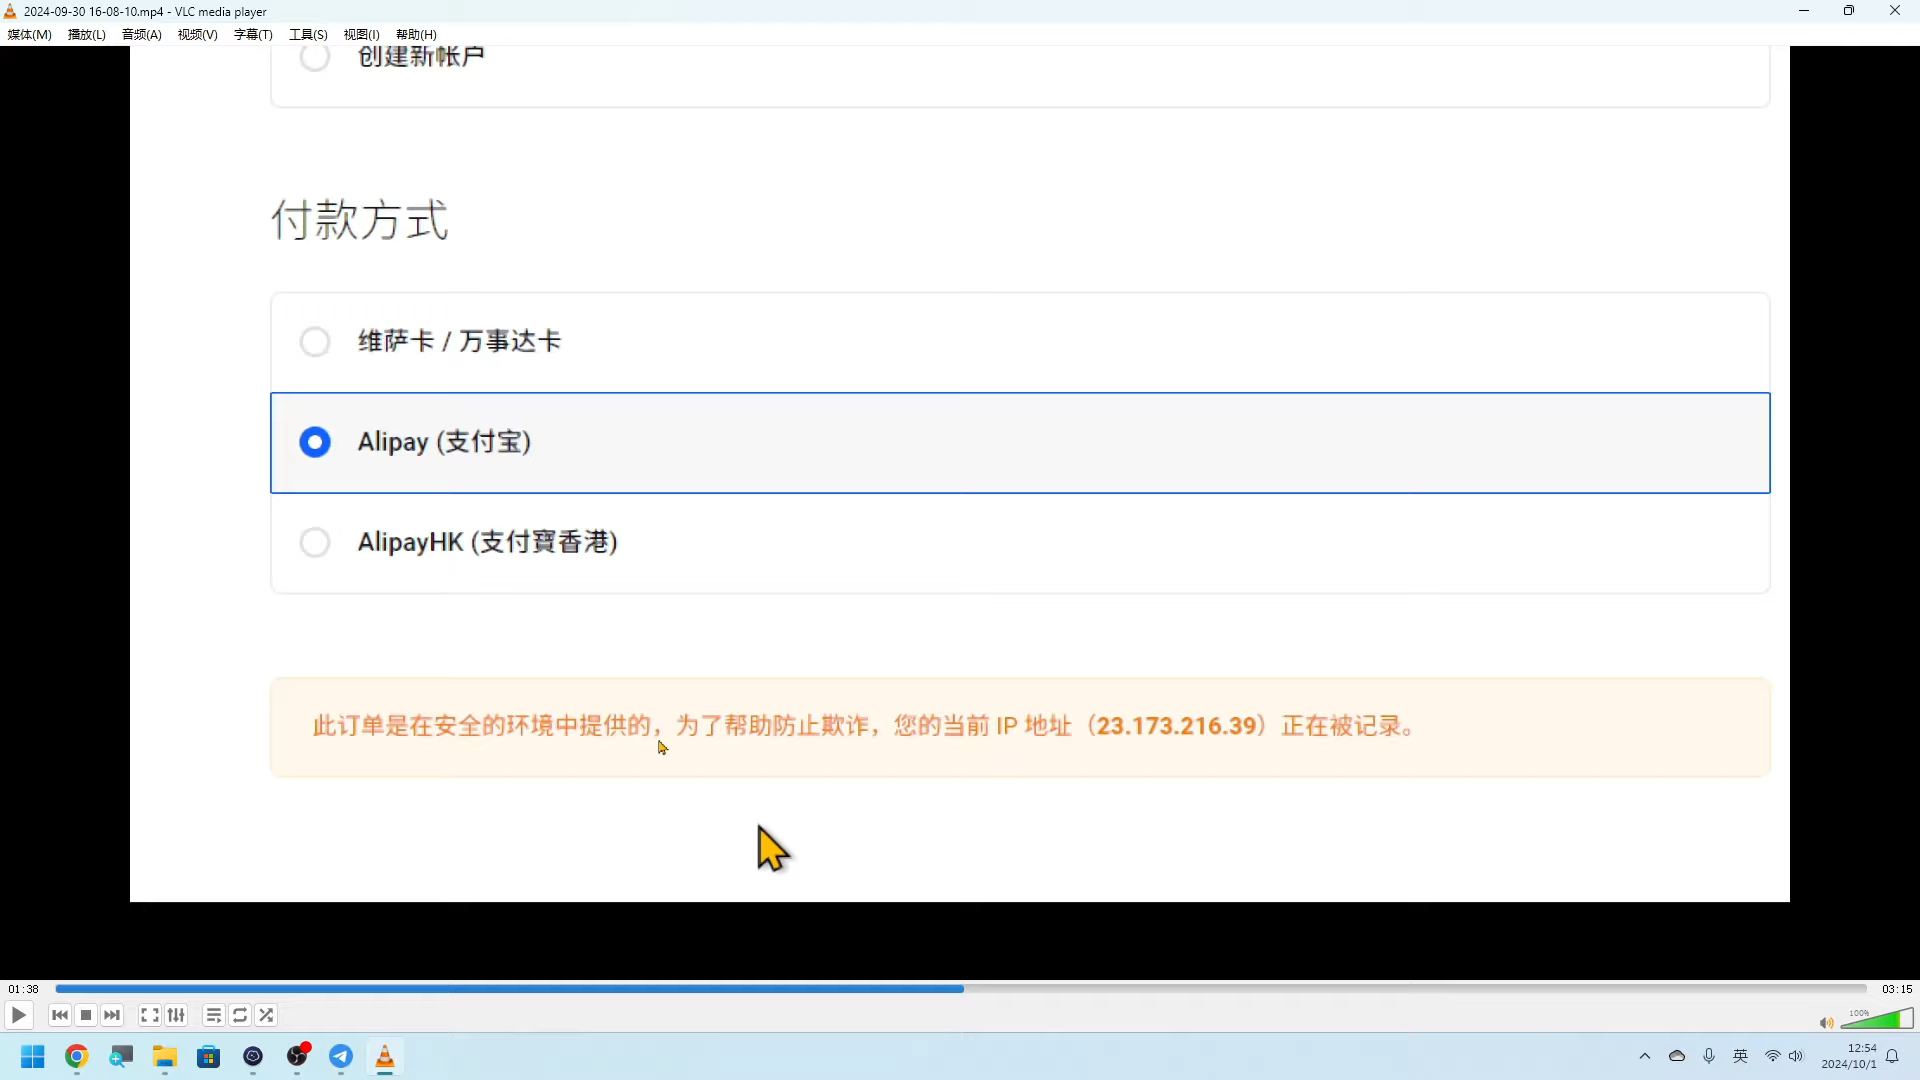 2024-09-30 16-08-10.mp4 - VLC media player
媒体(M) 播放(L) 音频(A) 视频(V) 字幕(T) 工具(S) 视图(I) 帮助(H)
创建新帐户
付款方式
维萨卡 / 万事达卡
Alipay (支付宝)
AlipayHK (支付寶香港)
此订单是在安全的环境中提供的，为了帮助防止欺诈，您的当前 IP 地址（23.173.216.39）正在被记录。
01:38
03:15
100%
英
12:54
2024/10/1